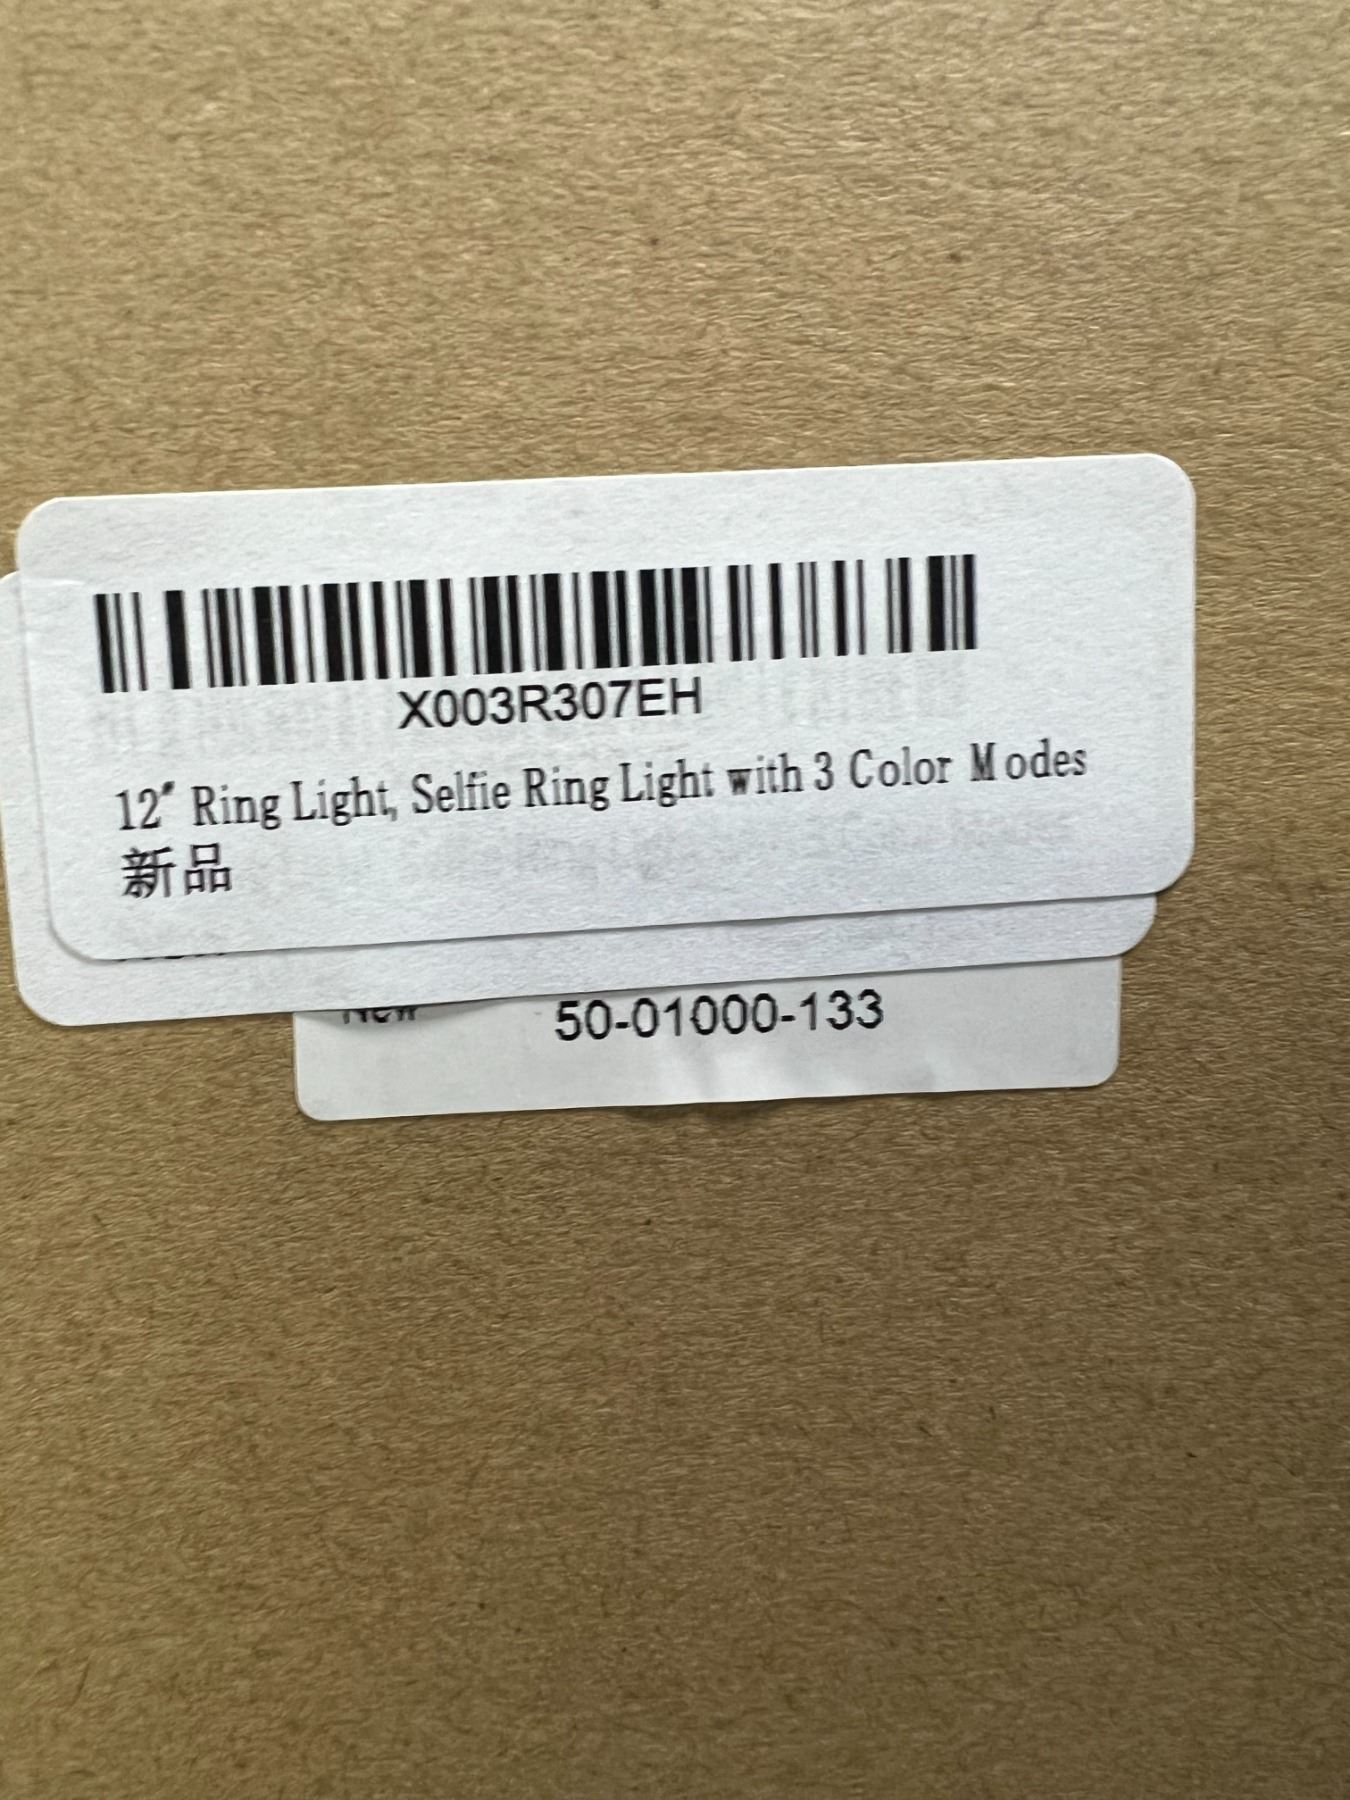 X003R307EH
12" Ring Light, Selfie Ring Light with 3 Color Modes
新品
New 50-01000-133